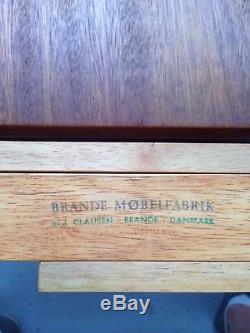 BRANDE MØBELFABRIK
CLAUSEN · BRANDE · DANMARK
ebay